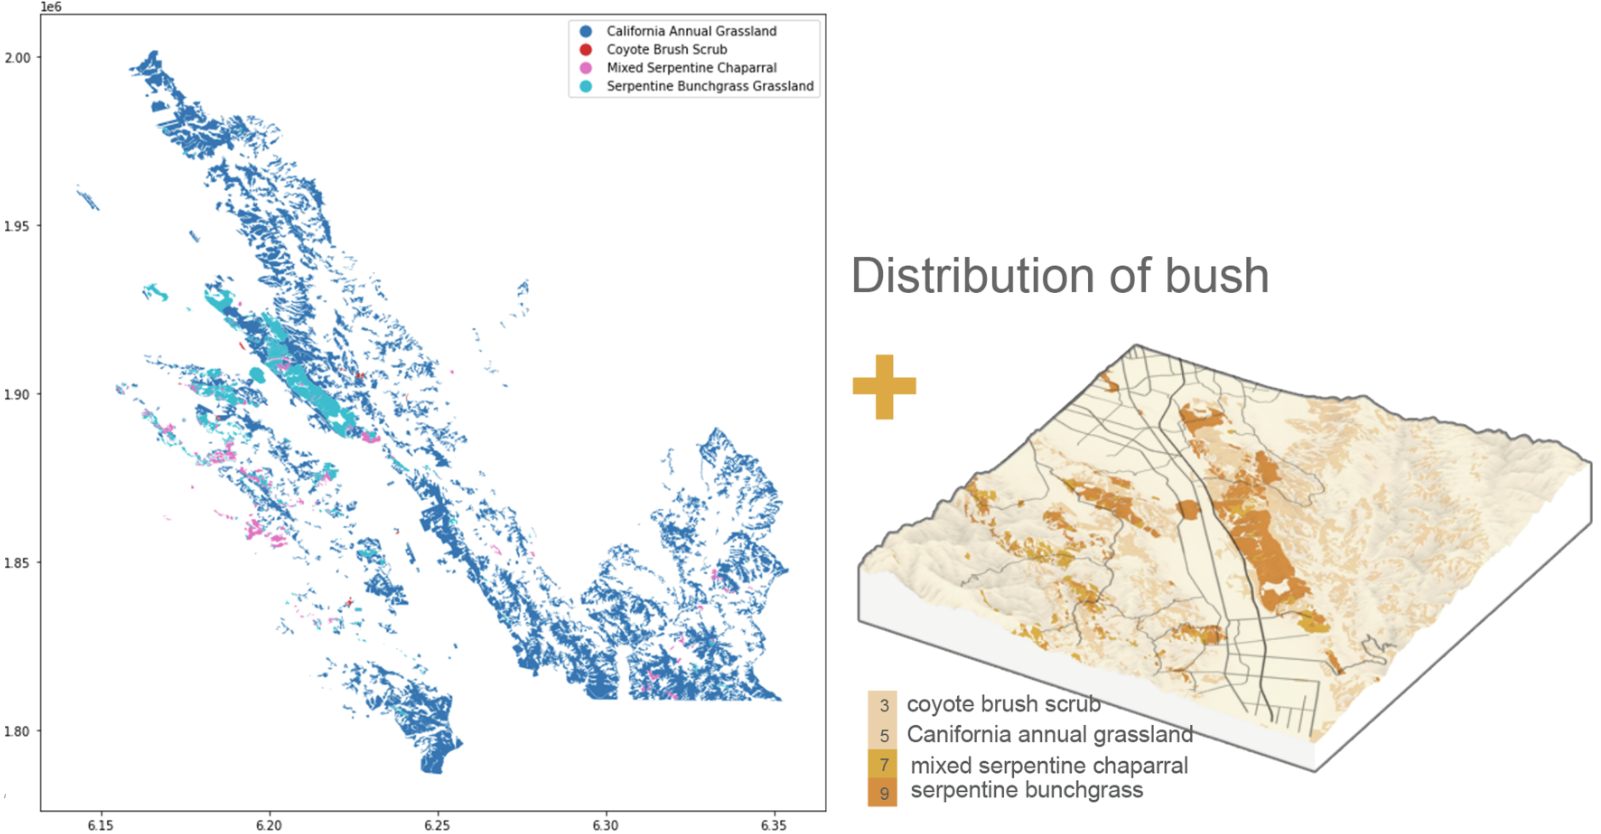 1e6
California Annual Grassland
Coyote Brush Scrub
Mixed Serpentine Chaparral
Serpentine Bunchgrass Grassland
2.00
1.95
1.90
1.85
1.80
6.15
6.20
6.25
6.30
6.35
Distribution of bush
3 coyote brush scrub
5 Canifornia annual grassland
7 mixed serpentine chaparral
9 serpentine bunchgrass